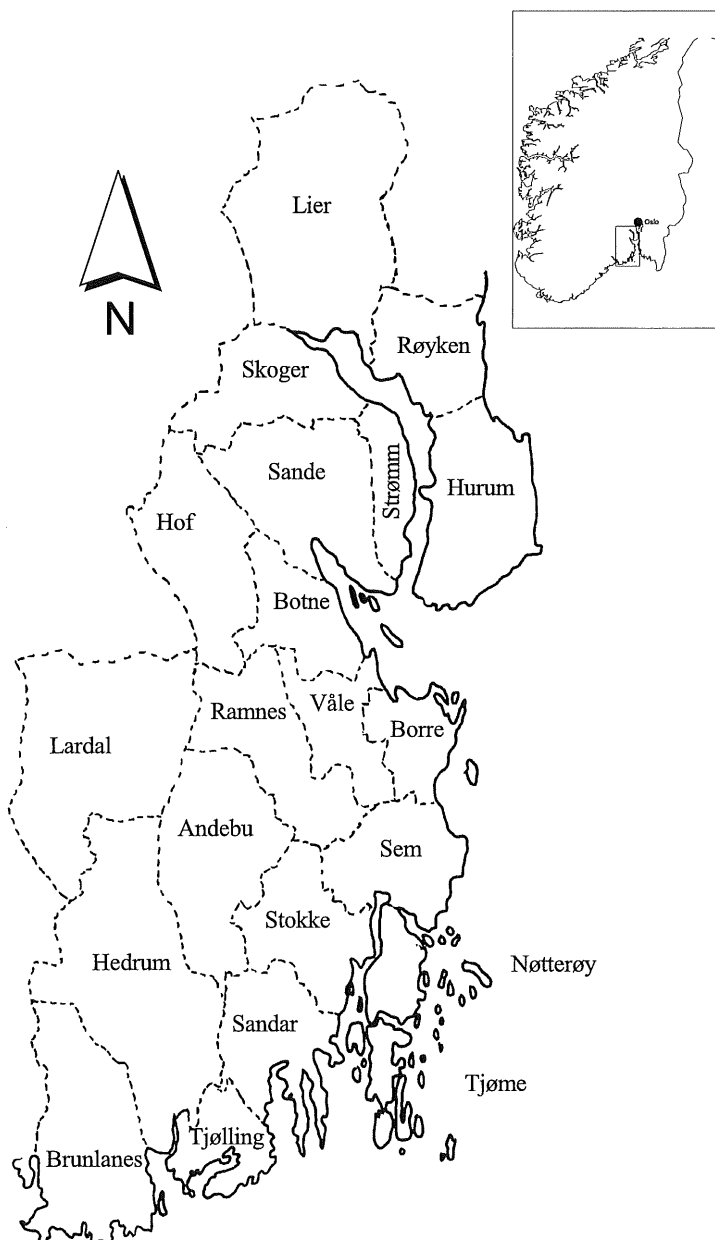 Oslo
Lier
N
Røyken
Skoger
Sande
Strømm
Hurum
Hof
Botne
Ramnes
Våle
Borre
Lardal
Andebu
Sem
Stokke
Hedrum
Nøtterøy
Sandar
Tjøme
Tjølling
Brunlanes